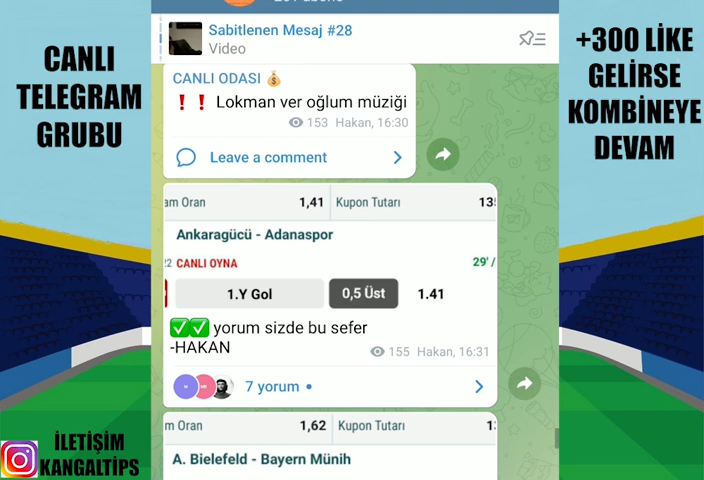 CANLI
TELEGRAM
GRUBU
+300 LİKE
GELİRSE
KOMBİNEYE
DEVAM
Sabitlenen Mesaj #28
Video
CANLI ODASI 💰
❗❗ Lokman ver oğlum müziği
153 Hakan, 16:30
Leave a comment
am Oran 1,41 Kupon Tutarı
Ankaragücü - Adanaspor
CANLI OYNA 29' /
1.Y Gol 0,5 Üst 1.41
✅✅ yorum sizde bu sefer
-HAKAN
155 Hakan, 16:31
7 yorum
m Oran 1,62 Kupon Tutarı
A. Bielefeld - Bayern Münih
İLETİŞİM
KANGALTİPS